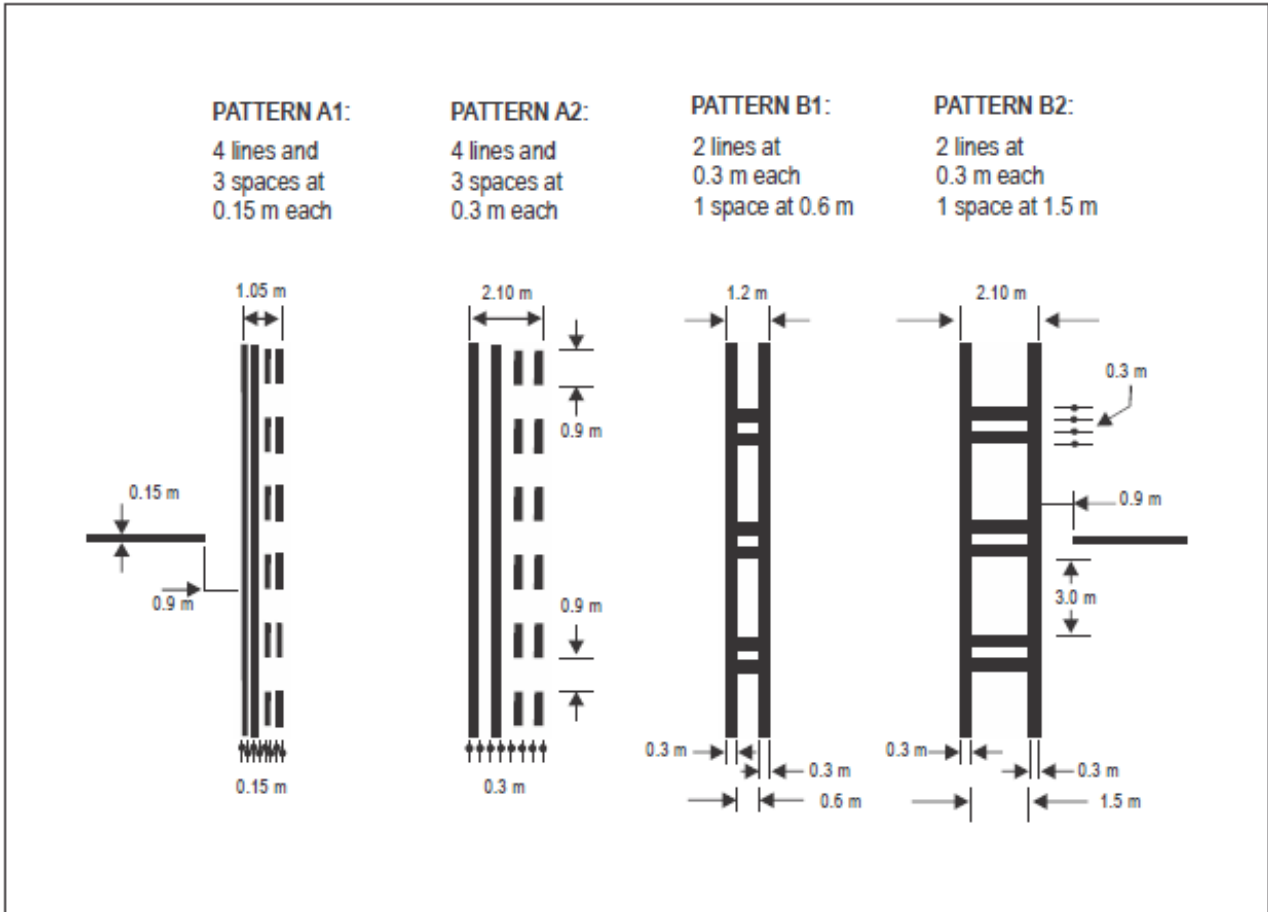 PATTERN A1:
4 lines and
3 spaces at
0.15 m each
PATTERN A2:
4 lines and
3 spaces at
0.3 m each
PATTERN B1:
2 lines at
0.3 m each
1 space at 0.6 m
PATTERN B2:
2 lines at
0.3 m each
1 space at 1.5 m
1.05 m
2.10 m
1.2 m
2.10 m
0.3 m
0.9 m
0.15 m
0.9 m
0.9 m
0.9 m
3.0 m
0.15 m
0.3 m
0.3 m
0.3 m
0.6 m
0.3 m
0.3 m
1.5 m